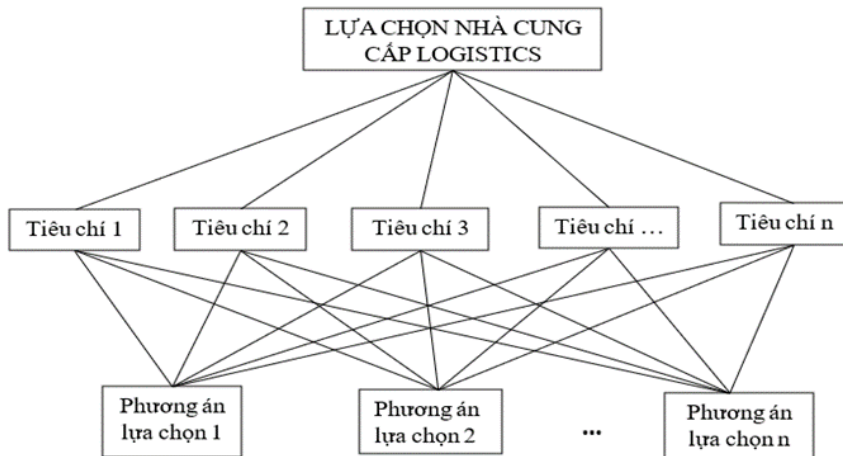 LỰA CHỌN NHÀ CUNG
CẤP LOGISTICS
Tiêu chí 1
Tiêu chí 2
Tiêu chí 3
Tiêu chí …
Tiêu chí n
Phương án
lựa chọn 1
Phương án
lựa chọn 2
...
Phương án
lựa chọn n